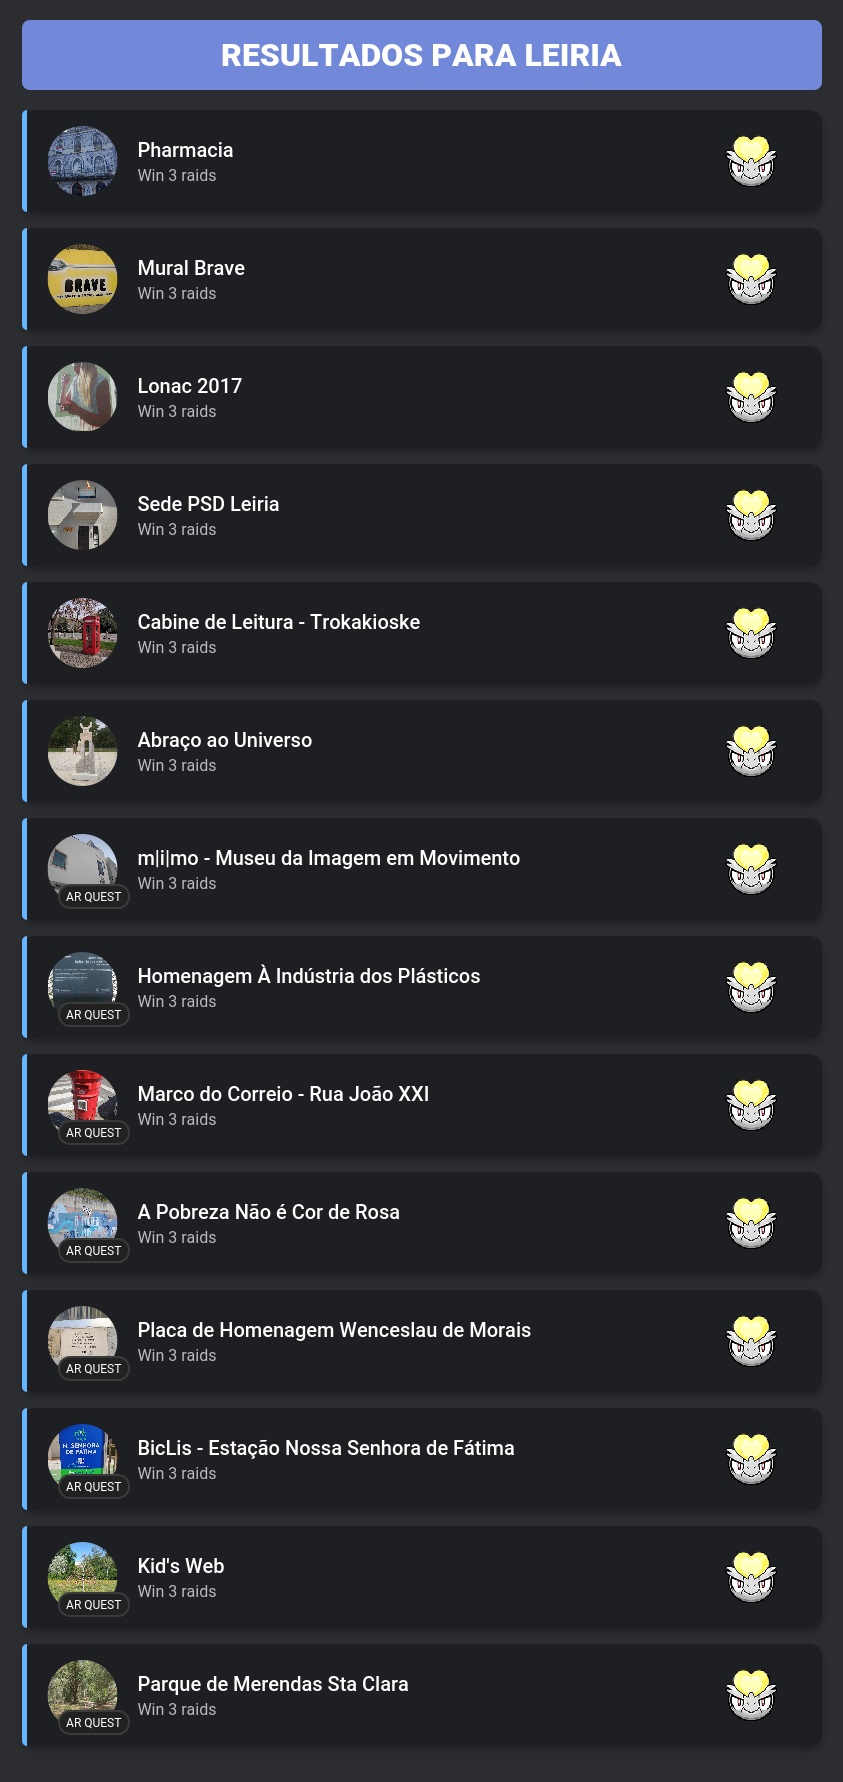 RESULTADOS PARA LEIRIA
Pharmacia
Win 3 raids
Mural Brave
Win 3 raids
BRAVE
Lonac 2017
Win 3 raids
Sede PSD Leiria
Win 3 raids
Cabine de Leitura - Trokakioske
Win 3 raids
Abraço ao Universo
Win 3 raids
m|i|mo - Museu da Imagem em Movimento
Win 3 raids
AR QUEST
Homenagem À Indústria dos Plásticos
Win 3 raids
AR QUEST
Marco do Correio - Rua João XXI
Win 3 raids
AR QUEST
A Pobreza Não é Cor de Rosa
Win 3 raids
AR QUEST
Placa de Homenagem Wenceslau de Morais
Win 3 raids
AR QUEST
BicLis - Estação Nossa Senhora de Fátima
Win 3 raids
N. SENHORA
DE FÁTIMA
AR QUEST
Kid's Web
Win 3 raids
AR QUEST
Parque de Merendas Sta Clara
Win 3 raids
AR QUEST